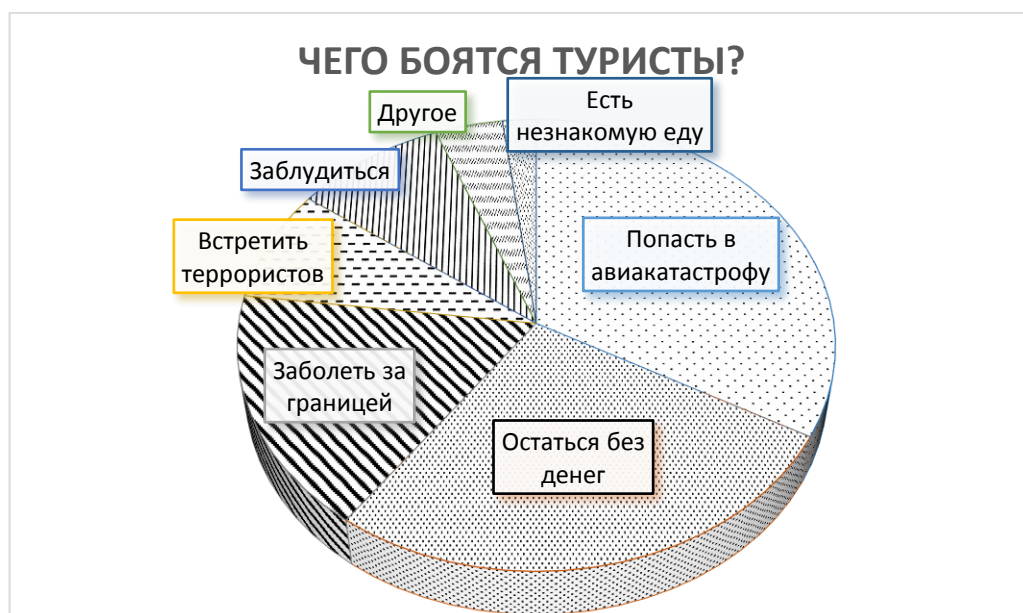 ЧЕГО БОЯТСЯ ТУРИСТЫ?
Есть
незнакомую еду
Другое
Заблудиться
Встретить
террористов
Попасть в
авиакатастрофу
Заболеть за
границей
Остаться без
денег